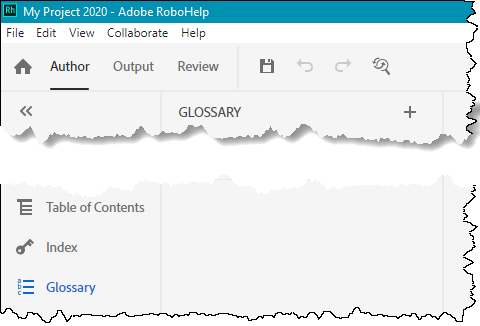 Rh My Project 2020 - Adobe RoboHelp
File Edit View Collaborate Help
Author Output Review
GLOSSARY
Table of Contents
Index
Glossary